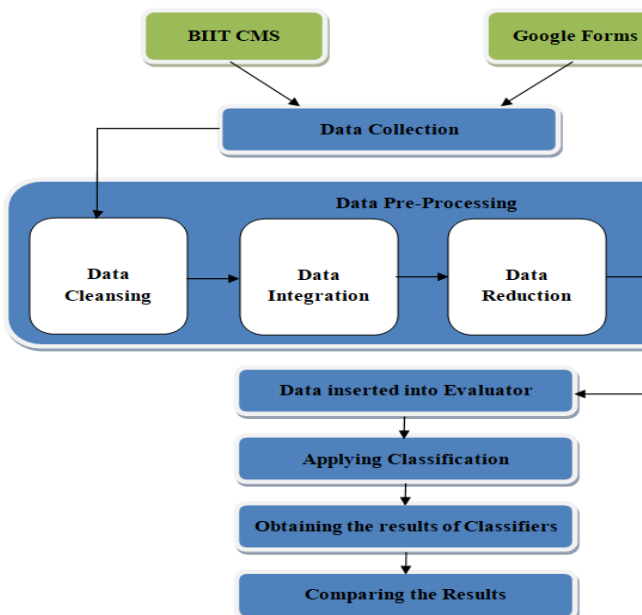 BIIT CMS
Google Forms
Data Collection
Data Pre-Processing
Data
Cleansing
Data
Integration
Data
Reduction
Data inserted into Evaluator
Applying Classification
Obtaining the results of Classifiers
Comparing the Results